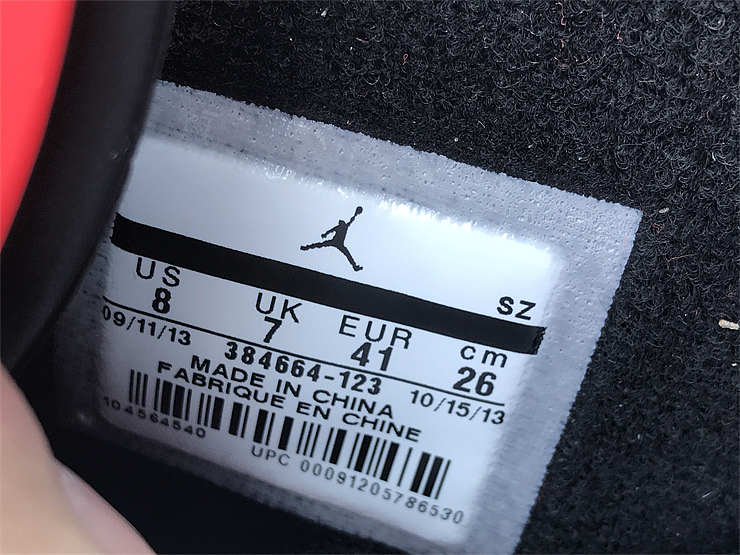 SZ
US UK EUR cm
8 7 41 26
09/11/13 384664-123 10/15/13
MADE IN CHINA
FABRIQUE EN CHINE
104564540
UPC 00091205786530